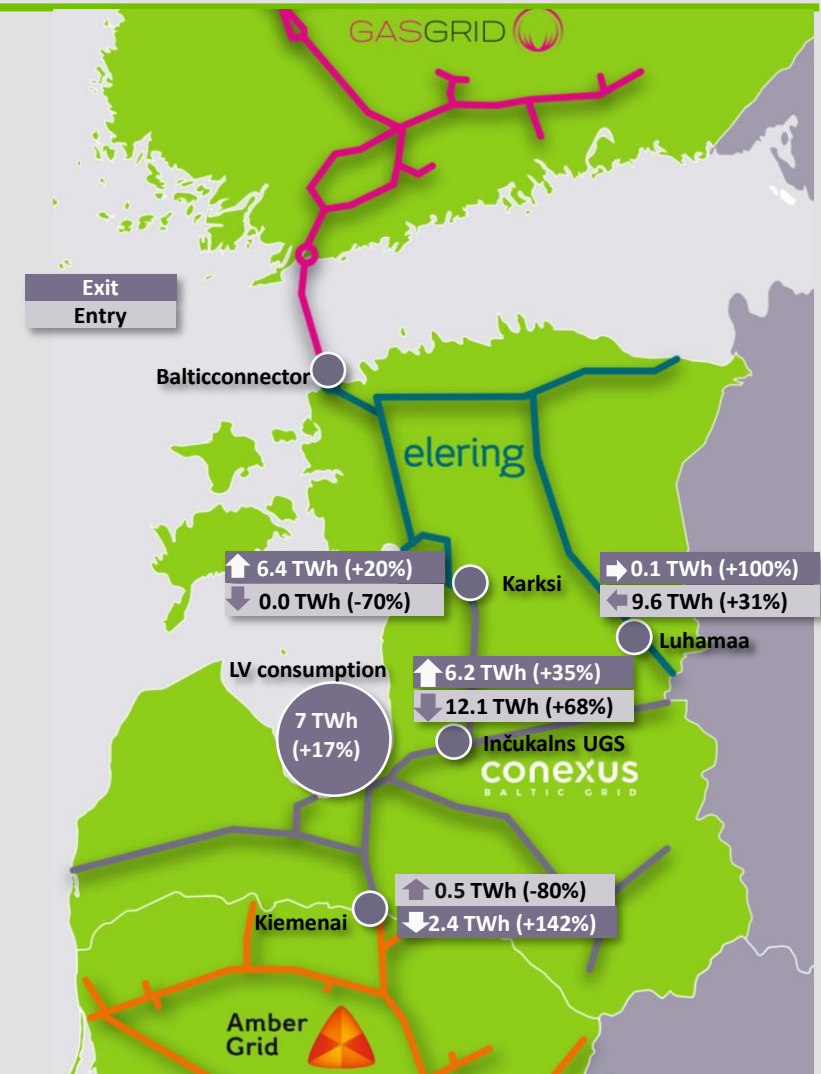 GASGRID
Exit
Entry
Balticconnector
elering
6.4 TWh (+20%)
0.0 TWh (-70%)
Karksi
0.1 TWh (+100%)
9.6 TWh (+31%)
Luhamaa
LV consumption
7 TWh
(+17%)
6.2 TWh (+35%)
12.1 TWh (+68%)
Inčukalns UGS
conexus
BALTIC GRID
0.5 TWh (-80%)
2.4 TWh (+142%)
Kiemenai
Amber
Grid